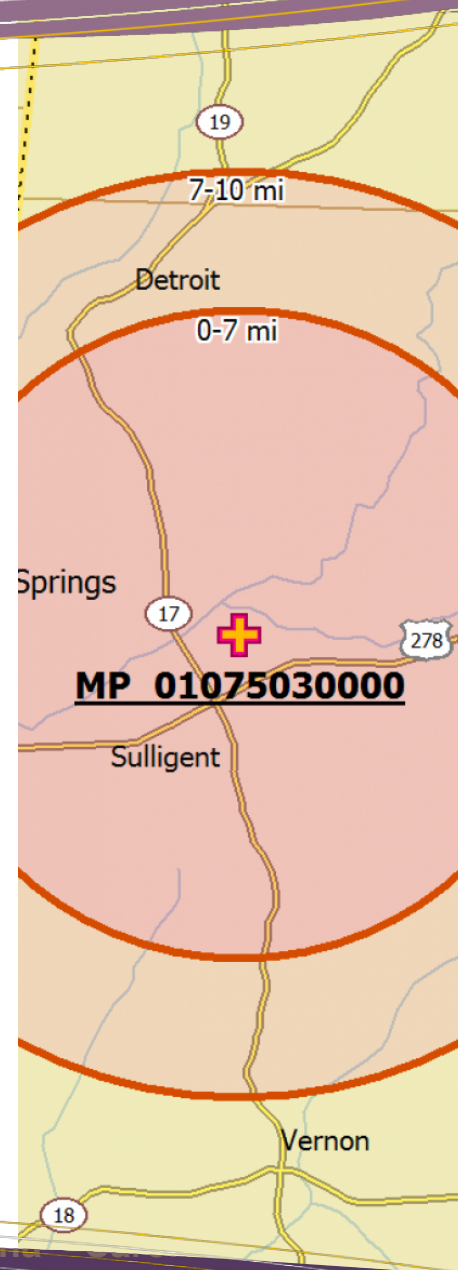 19
7-10 mi
Detroit
0-7 mi
Springs
17
278
MP 01075030000
Sulligent
Vernon
18